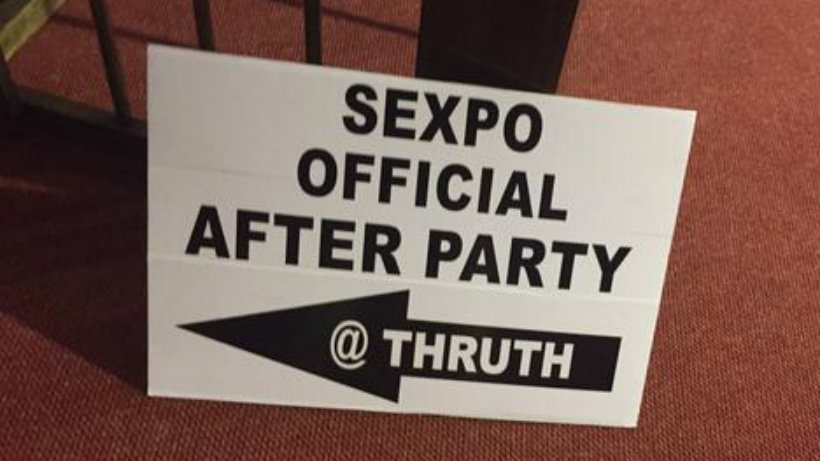 SEXPO
OFFICIAL
AFTER PARTY
@ THRUTH